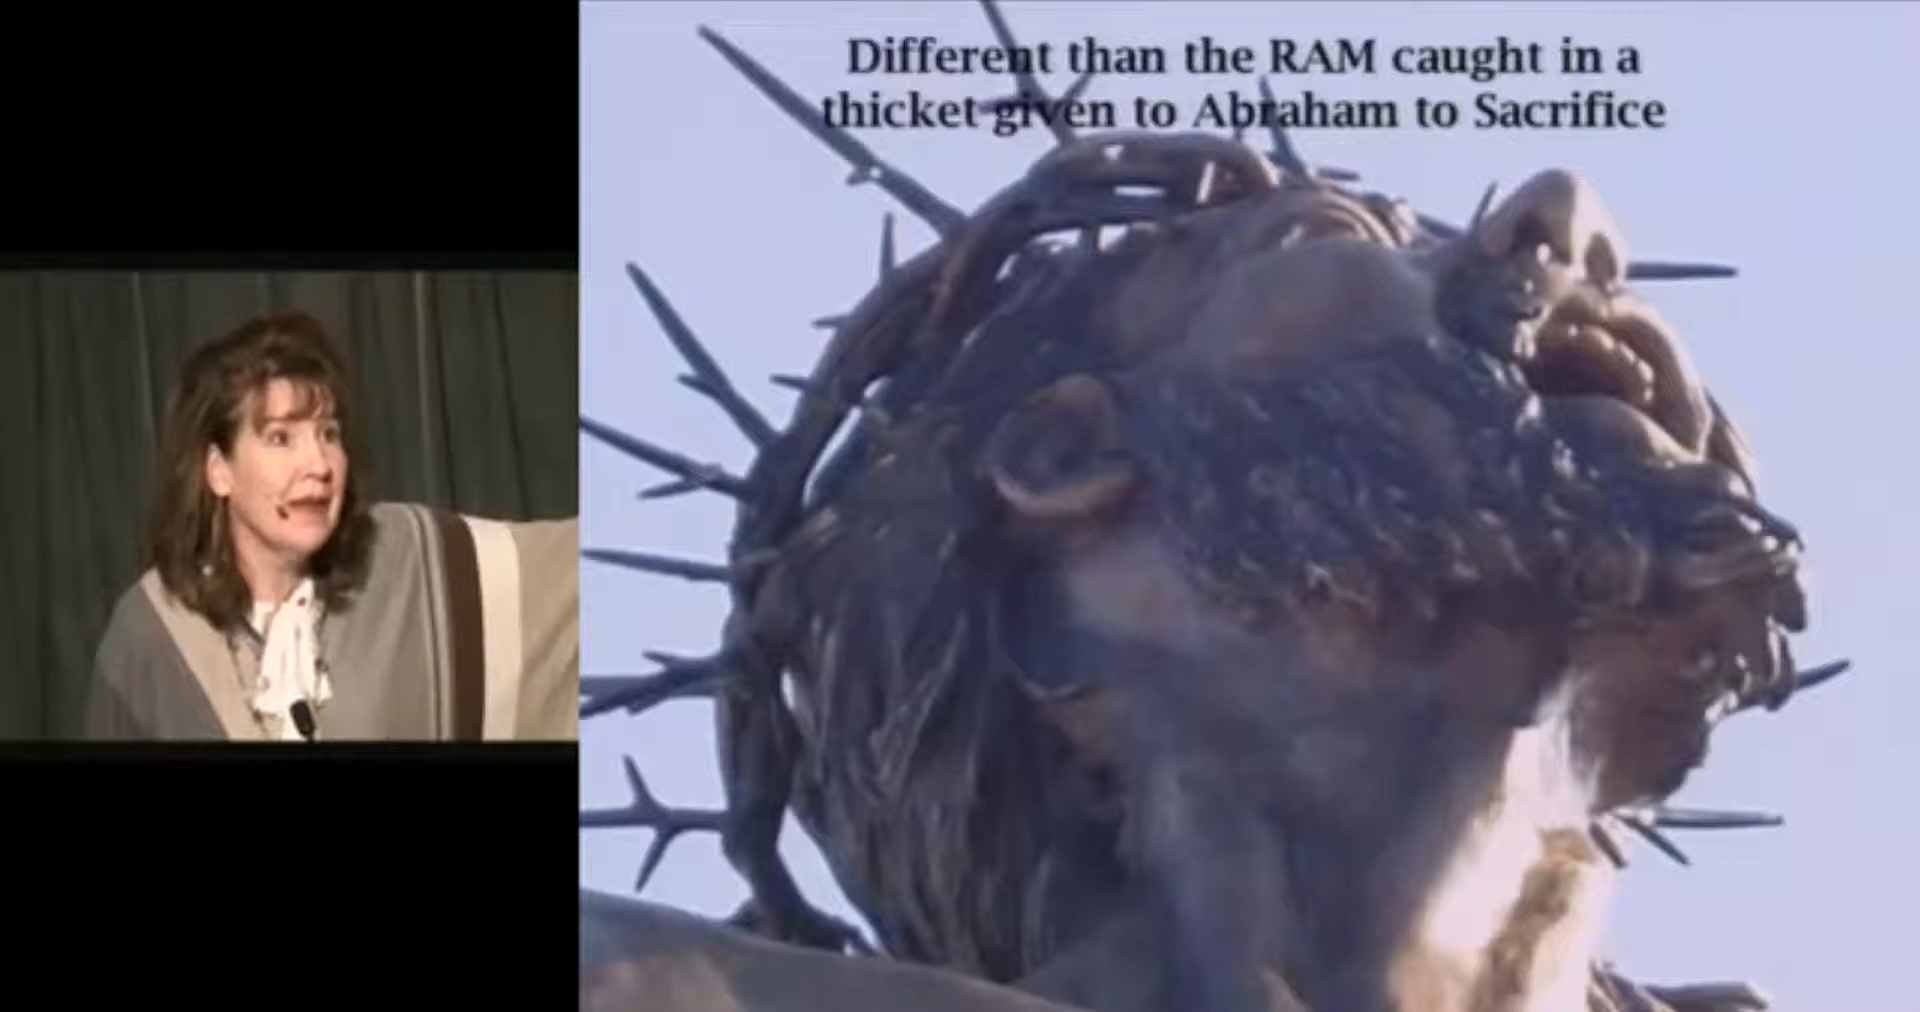 Different than the RAM caught in a
thicket given to Abraham to Sacrifice